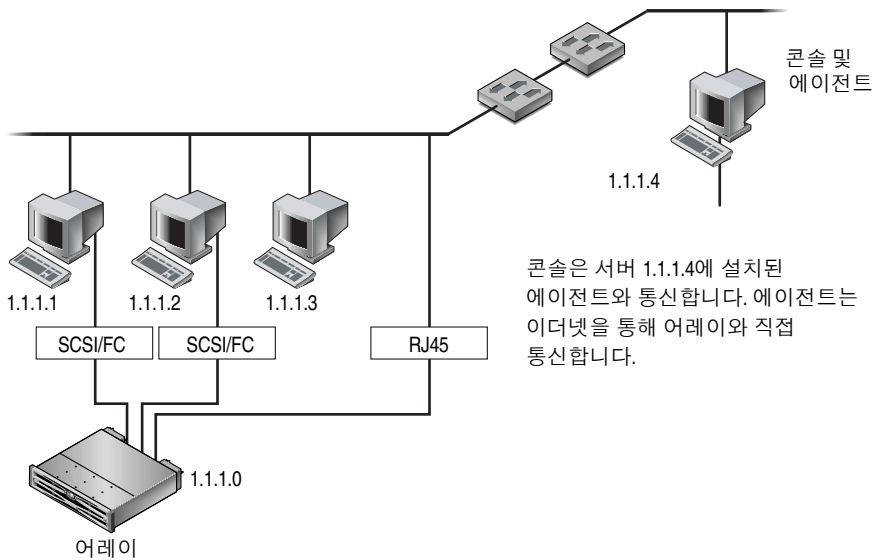 콘솔 및
에이전트
1.1.1.4
1.1.1.1
1.1.1.2
1.1.1.3
콘솔은 서버 1.1.1.4에 설치된
에이전트와 통신합니다. 에이전트는
이더넷을 통해 어레이와 직접
통신합니다.
SCSI/FC
SCSI/FC
RJ45
1.1.1.0
어레이